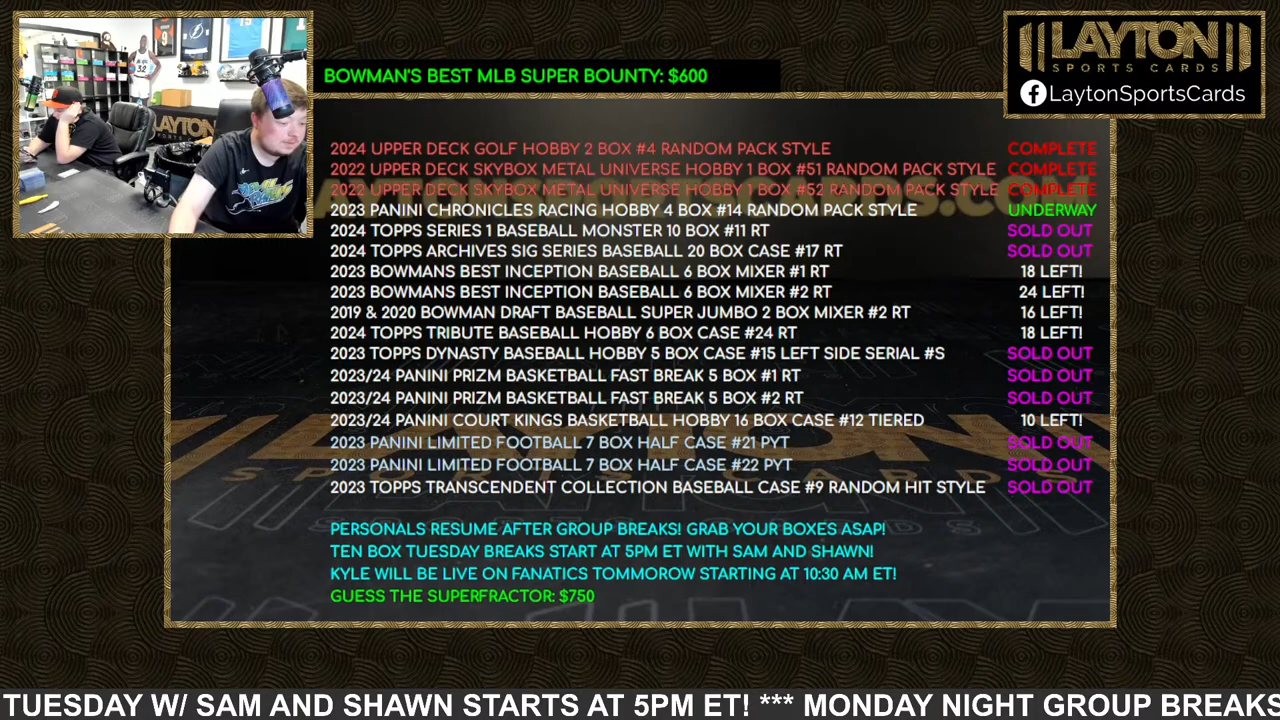 BOWMAN'S BEST MLB SUPER BOUNTY: $600
LAYTON
SPORTS CARDS
LaytonSportsCards
2024 UPPER DECK GOLF HOBBY 2 BOX #4 RANDOM PACK STYLE COMPLETE
2022 UPPER DECK SKYBOX METAL UNIVERSE HOBBY 1 BOX #51 RANDOM PACK STYLE COMPLETE
2022 UPPER DECK SKYBOX METAL UNIVERSE HOBBY 1 BOX #52 RANDOM PACK STYLE COMPLETE
2023 PANINI CHRONICLES RACING HOBBY 4 BOX #14 RANDOM PACK STYLE UNDERWAY
2024 TOPPS SERIES 1 BASEBALL MONSTER 10 BOX #11 RT SOLD OUT
2024 TOPPS ARCHIVES SIG SERIES BASEBALL 20 BOX CASE #17 RT SOLD OUT
2023 BOWMANS BEST INCEPTION BASEBALL 6 BOX MIXER #1 RT 18 LEFT!
2023 BOWMANS BEST INCEPTION BASEBALL 6 BOX MIXER #2 RT 24 LEFT!
2019 & 2020 BOWMAN DRAFT BASEBALL SUPER JUMBO 2 BOX MIXER #2 RT 16 LEFT!
2024 TOPPS TRIBUTE BASEBALL HOBBY 6 BOX CASE #24 RT 18 LEFT!
2023 TOPPS DYNASTY BASEBALL HOBBY 5 BOX CASE #15 LEFT SIDE SERIAL #S SOLD OUT
2023/24 PANINI PRIZM BASKETBALL FAST BREAK 5 BOX #1 RT SOLD OUT
2023/24 PANINI PRIZM BASKETBALL FAST BREAK 5 BOX #2 RT SOLD OUT
2023/24 PANINI COURT KINGS BASKETBALL HOBBY 16 BOX CASE #12 TIERED 10 LEFT!
2023 PANINI LIMITED FOOTBALL 7 BOX HALF CASE #21 PYT SOLD OUT
2023 PANINI LIMITED FOOTBALL 7 BOX HALF CASE #22 PYT SOLD OUT
2023 TOPPS TRANSCENDENT COLLECTION BASEBALL CASE #9 RANDOM HIT STYLE SOLD OUT
PERSONALS RESUME AFTER GROUP BREAKS! GRAB YOUR BOXES ASAP!
TEN BOX TUESDAY BREAKS START AT 5PM ET WITH SAM AND SHAWN!
KYLE WILL BE LIVE ON FANATICS TOMMOROW STARTING AT 10:30 AM ET!
GUESS THE SUPERFRACTOR: $750
TUESDAY W/ SAM AND SHAWN STARTS AT 5PM ET! *** MONDAY NIGHT GROUP BREAKS